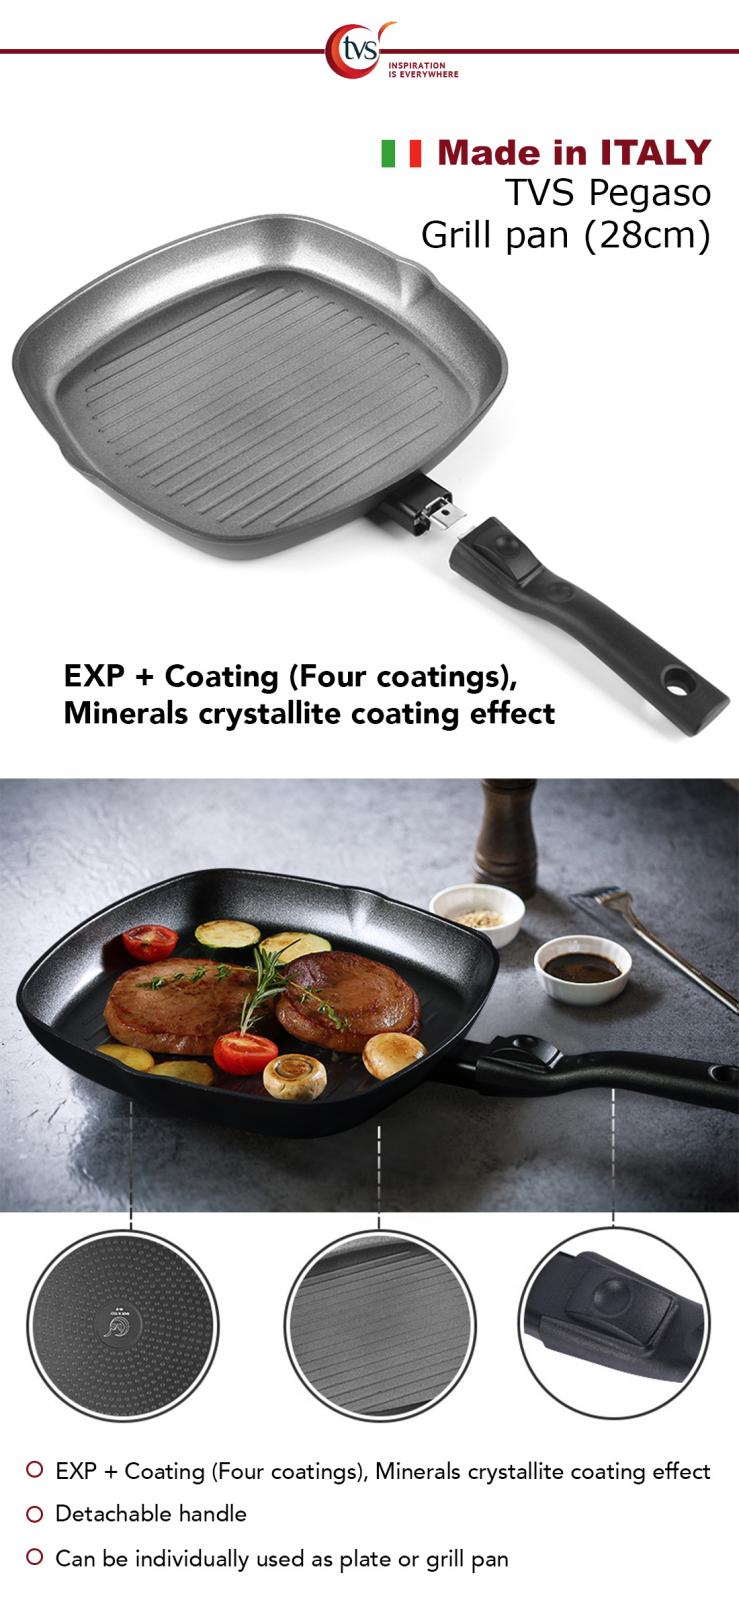 tvs
INSPIRATION
IS EVERYWHERE
Made in ITALY
TVS Pegaso
Grill pan (28cm)
EXP + Coating (Four coatings),
Minerals crystallite coating effect
EXP + Coating (Four coatings), Minerals crystallite coating effect
Detachable handle
Can be individually used as plate or grill pan